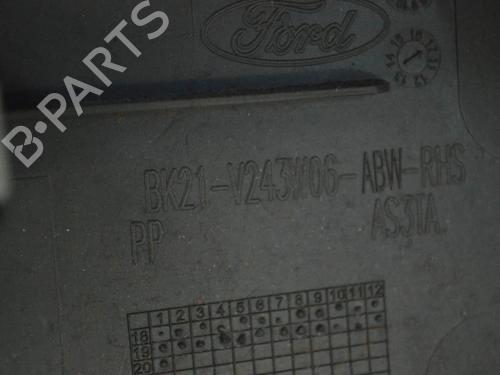 B-PARTS
Ford
BK21-V243W06-ABW-RHS
PP AS3TA.
1 2 3 4 5 6 7 8 9 10 11 12
18
19
20